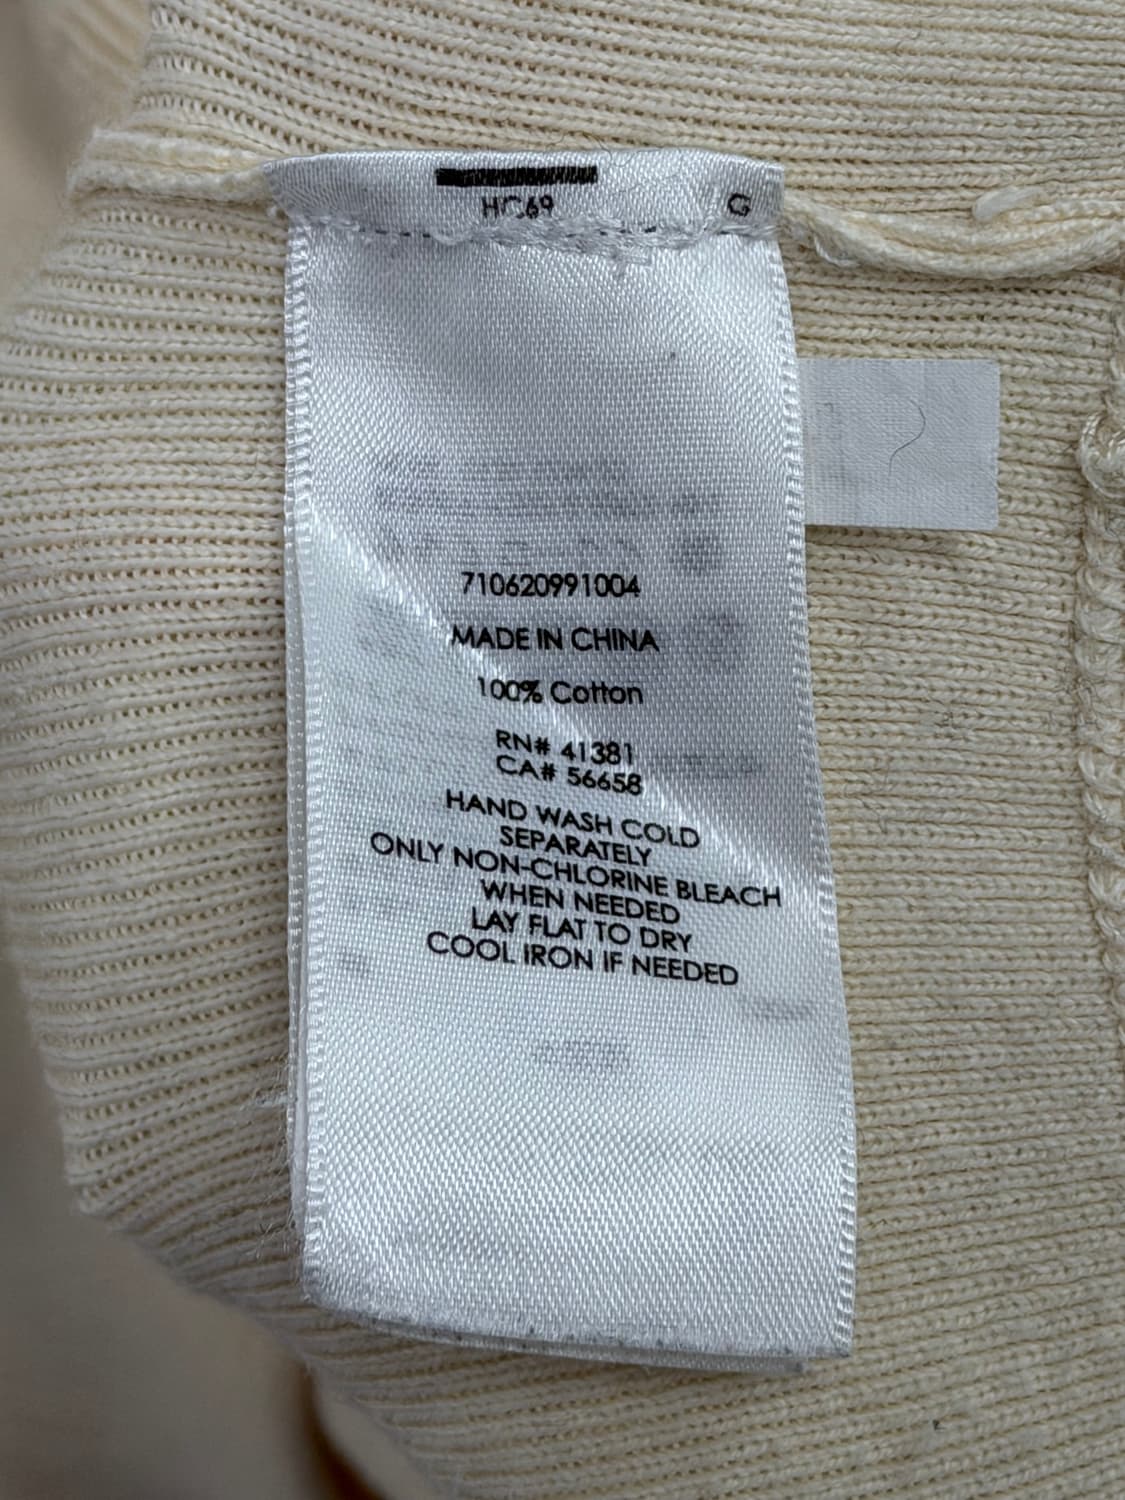 HC69 G
710620991004
MADE IN CHINA
100% Cotton
RN# 41381
CA# 56658
HAND WASH COLD
SEPARATELY
ONLY NON-CHLORINE BLEACH
WHEN NEEDED
LAY FLAT TO DRY
COOL IRON IF NEEDED